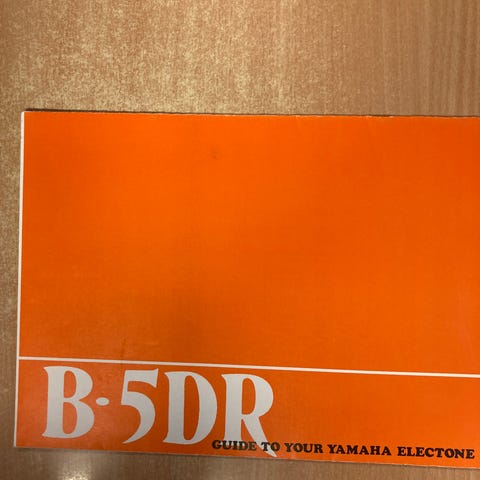 B·5DR
GUIDE TO YOUR YAMAHA ELECTONE